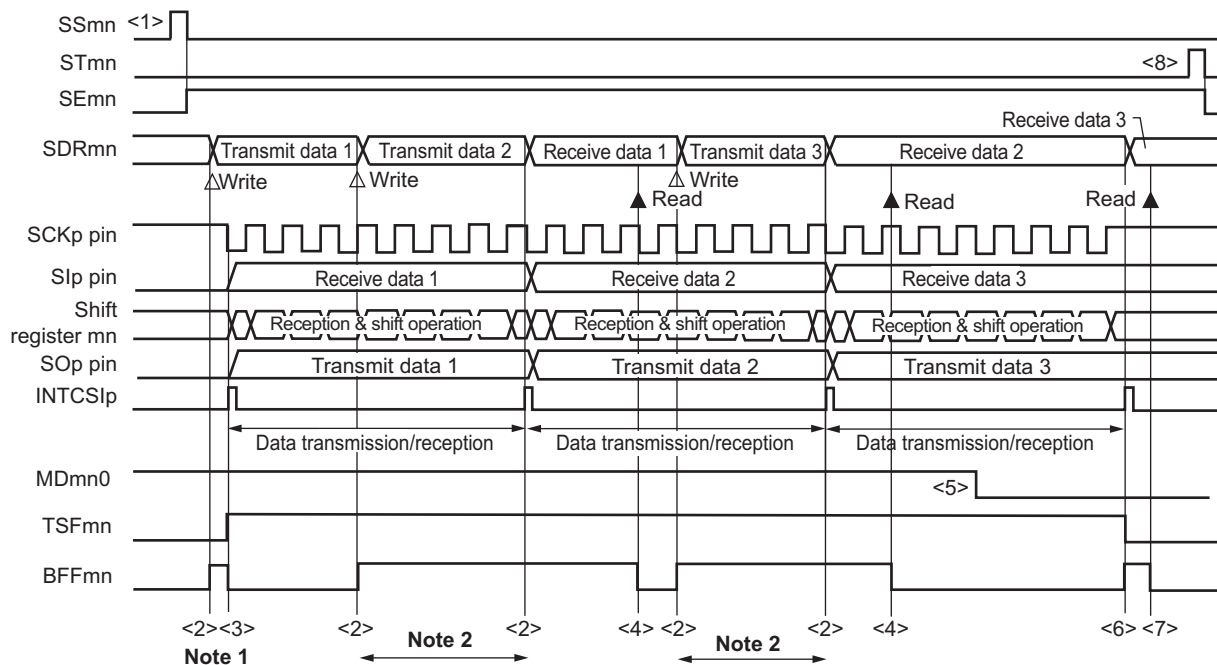 SSmn <1>
STmn <8>
SEmn
Receive data 3
SDRmn Transmit data 1 Transmit data 2 Receive data 1 Transmit data 3 Receive data 2
Write Write Write
Read Read Read
SCKp pin
SIp pin Receive data 1 Receive data 2 Receive data 3
Shift
register mn Reception & shift operation Reception & shift operation Reception & shift operation
SOp pin Transmit data 1 Transmit data 2 Transmit data 3
INTCSIp
Data transmission/reception Data transmission/reception Data transmission/reception
MDmn0 <5>
TSFmn
BFFmn
<2> <3> <2> <2> <4> <2> <2> <4> <6> <7>
Note 1 Note 2 Note 2